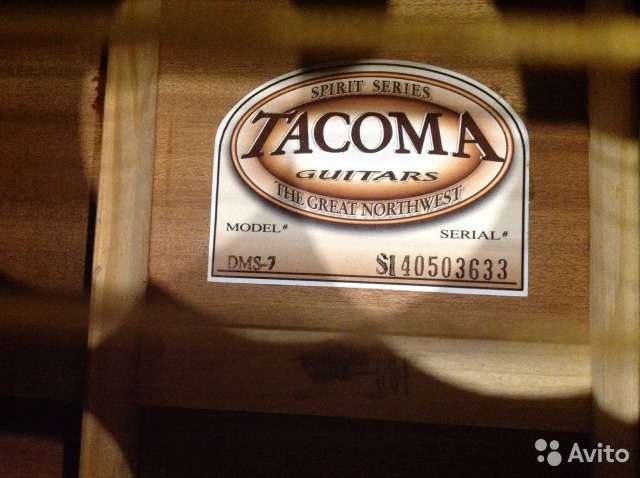 SPIRIT SERIES
TACOMA
GUITARS
THE GREAT NORTHWEST
MODEL# SERIAL#
DMS-7 SI40503633
Avito